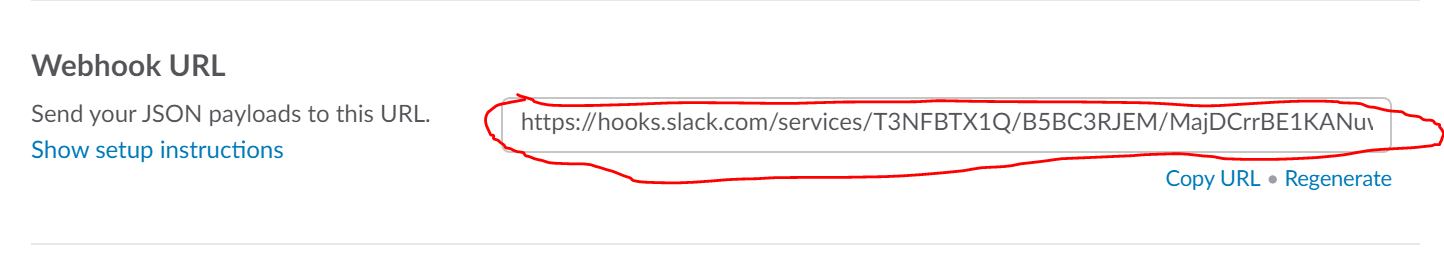 Webhook URL
Send your JSON payloads to this URL.
https://hooks.slack.com/services/T3NFBTX1Q/B5BC3RJEM/MajDCrrBE1KANu
Show setup instructions
Copy URL • Regenerate